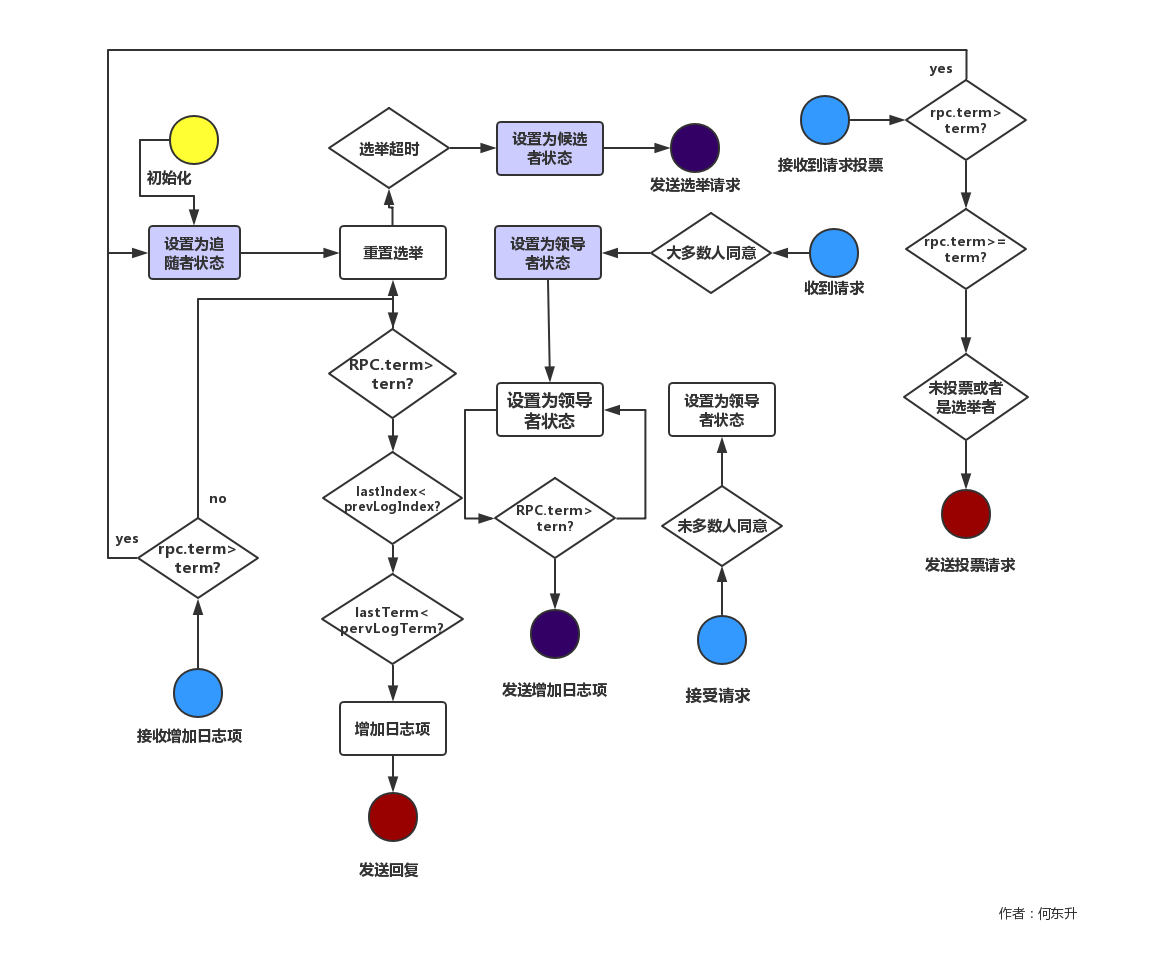 yes
rpc.term>
term?
接收到请求投票
初始化
选举超时
设置为候选
者状态
发送选举请求
设置为追
随者状态
重置选举
设置为领导
者状态
大多数人同意
收到请求
rpc.term>=
term?
RPC.term>
tern?
设置为领导
者状态
设置为领导
者状态
未投票或者
是选举者
no
lastIndex<
prevLogIndex?
RPC.term>
tern?
未多数人同意
yes
rpc.term>
term?
发送投票请求
lastTerm<
pervLogTerm?
发送增加日志项
接受请求
接收增加日志项
增加日志项
发送回复
作者：何东升